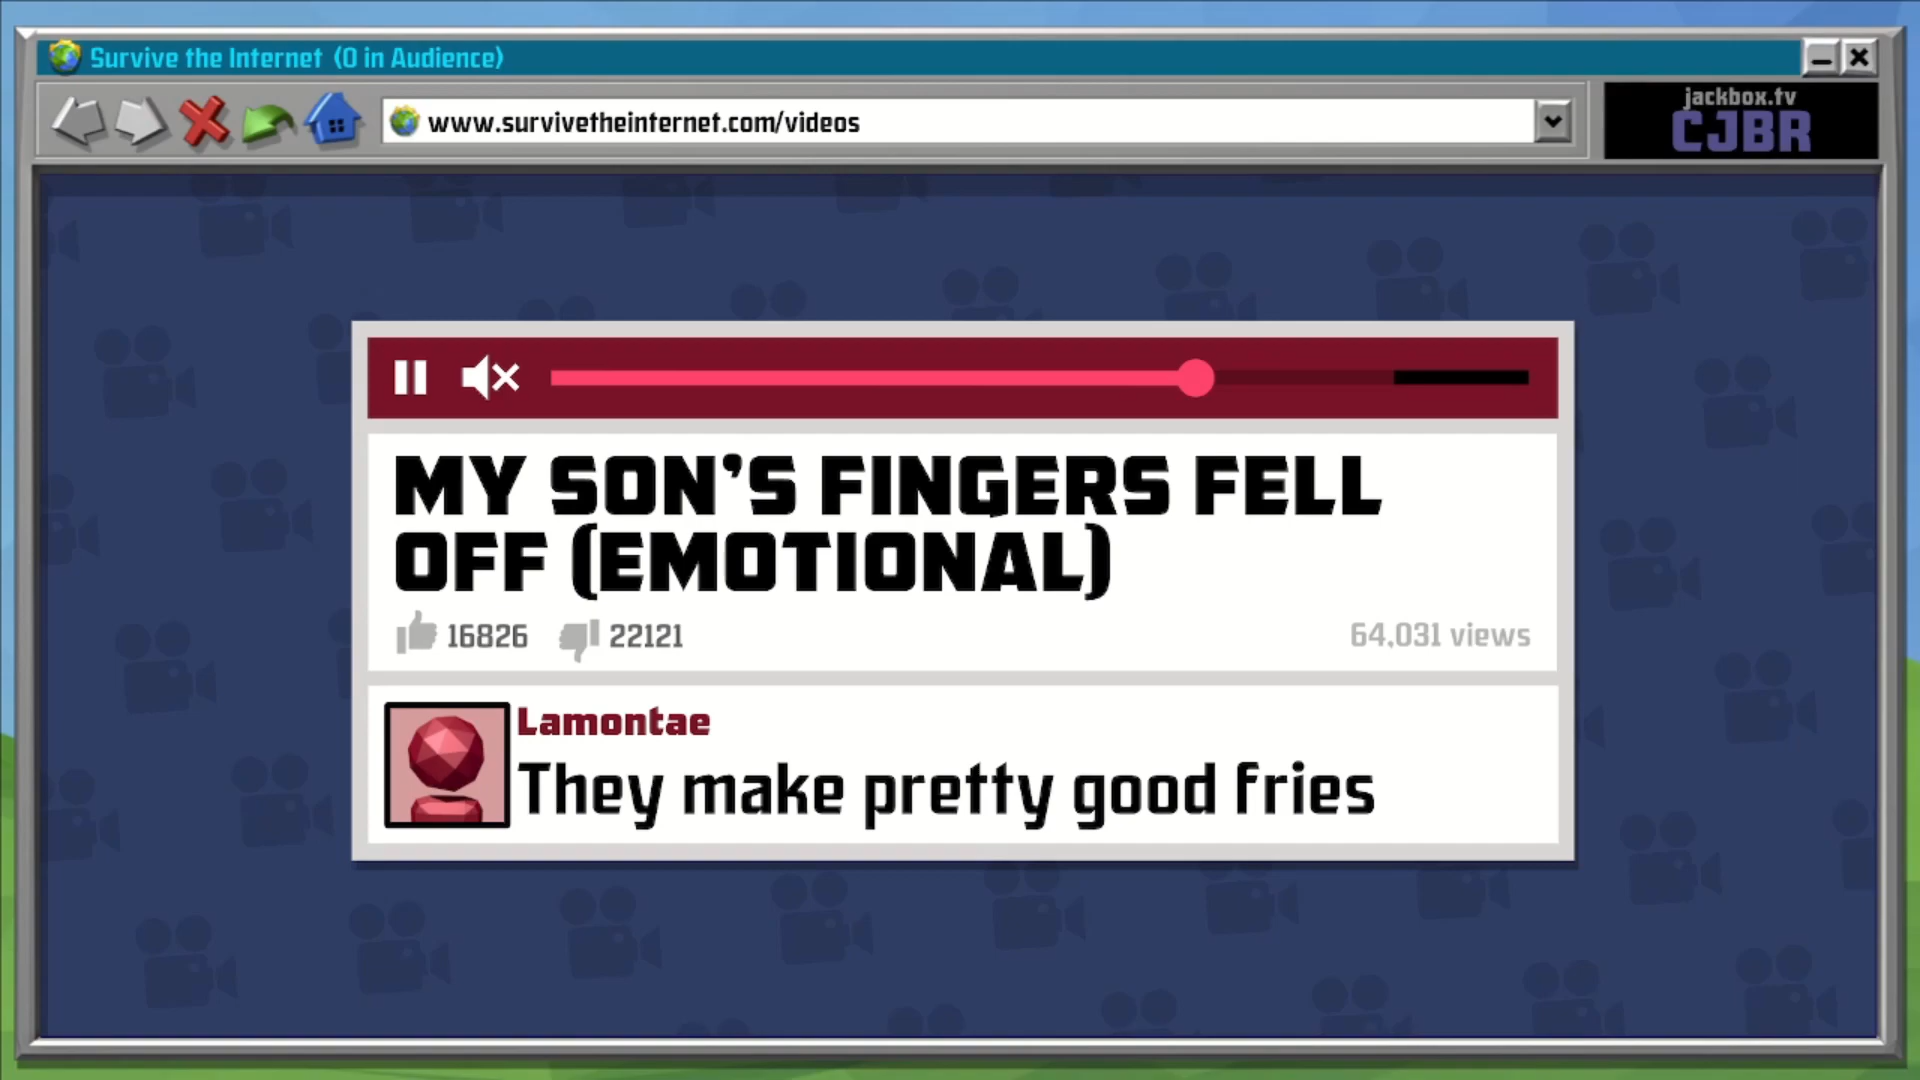 Survive the Internet (0 in Audience)
www.survivetheinternet.com/videos
jackbox.tv
CJBR
MY SON'S FINGERS FELL
OFF (EMOTIONAL)
16826 22121 64,031 views
Lamontae
They make pretty good fries